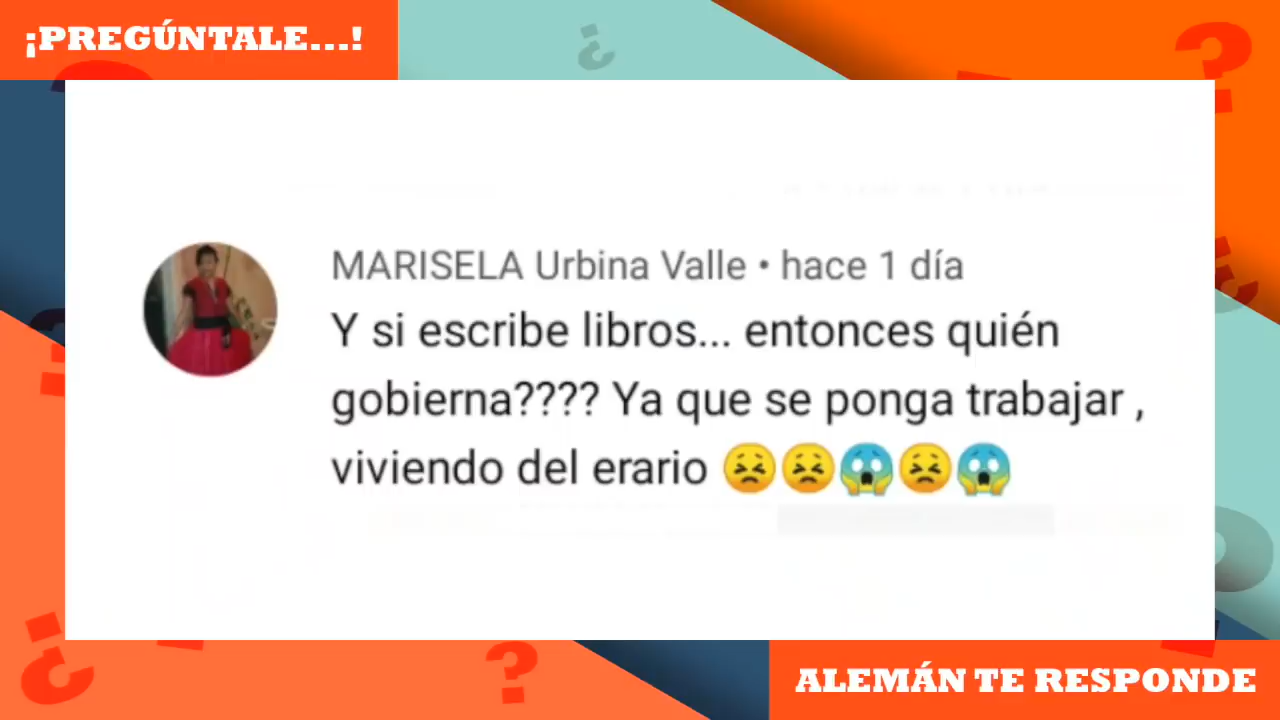 ¡PREGÚNTALE...!
MARISELA Urbina Valle • hace 1 día
Y si escribe libros... entonces quién
gobierna???? Ya que se ponga trabajar ,
viviendo del erario 😣😣😱😣😱
ALEMÁN TE RESPONDE